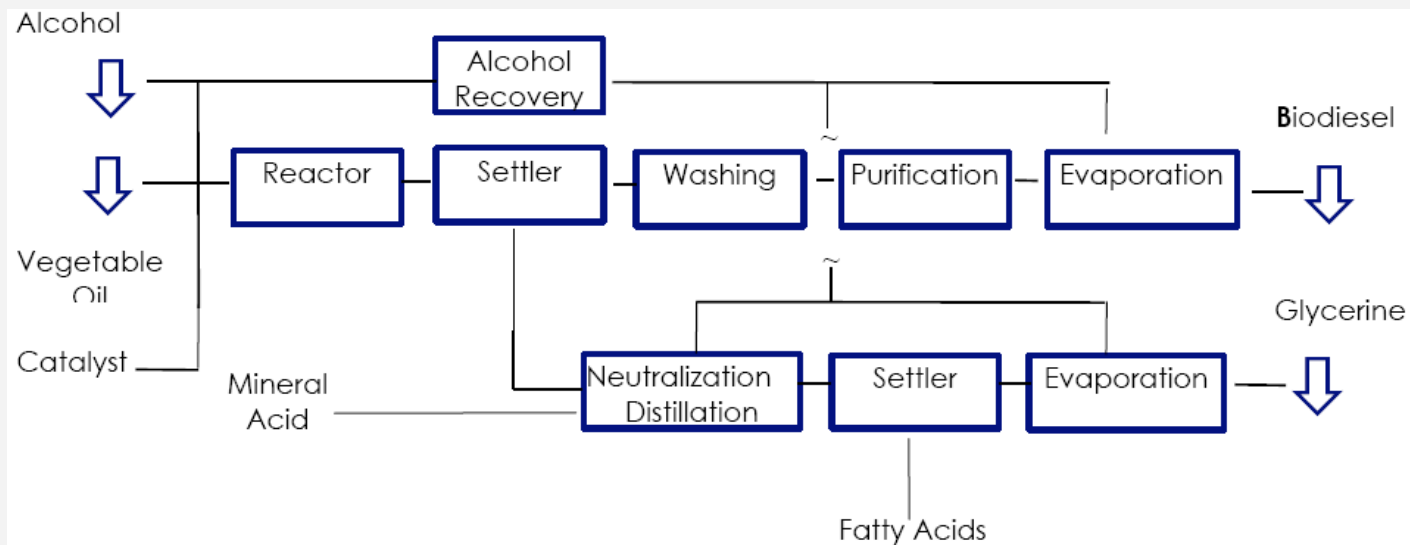 Alcohol
Alcohol
Recovery
Biodiesel
Reactor
Settler
Washing
~
Purification
Evaporation
Vegetable
Oil
~
Glycerine
Catalyst
Mineral
Acid
Neutralization
Distillation
Settler
Evaporation
Fatty Acids